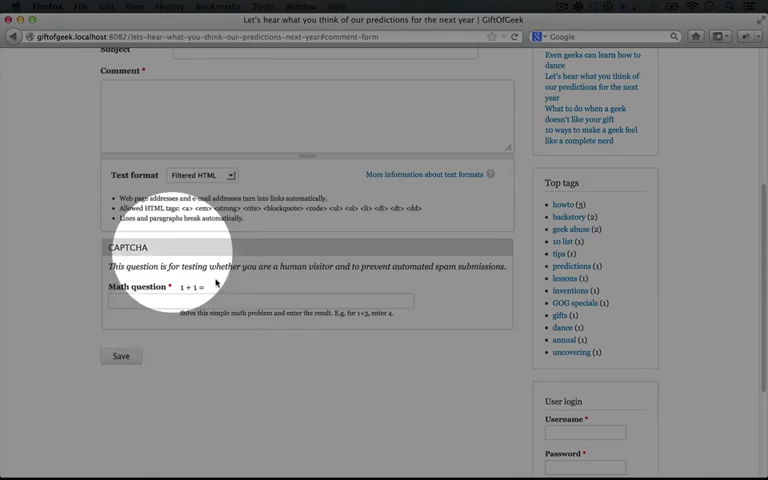 Firefox File Edit View History Bookmarks Tools Window Help
Let's hear what you think of our predictions for the next year | GiftOfGeek
giftofgeek.localhost:8082/lets-hear-what-you-think-our-predictions-next-year#comment-form
Google
Subject
Comment *
Text format Filtered HTML
More information about text formats ?
Web page addresses and e-mail addresses turn into links automatically.
Allowed HTML tags: <a> <em> <strong> <cite> <blockquote> <code> <ul> <ol> <li> <dl> <dt> <dd>
Lines and paragraphs break automatically.
CAPTCHA
This question is for testing whether you are a human visitor and to prevent automated spam submissions.
Math question * 1 + 1 =
Solve this simple math problem and enter the result. E.g. for 1+3, enter 4.
Save
Even geeks can learn how to
dance
Let's hear what you think of
our predictions for the next
year
What to do when a geek
doesn't like your gift
10 ways to make a geek feel
like a complete nerd
Top tags
howto (3)
backstory (2)
geek abuse (2)
10 list (1)
tips (1)
predictions (1)
lessons (1)
inventions (1)
GOG specials (1)
gifts (1)
dance (1)
annual (1)
uncovering (1)
User login
Username *
Password *